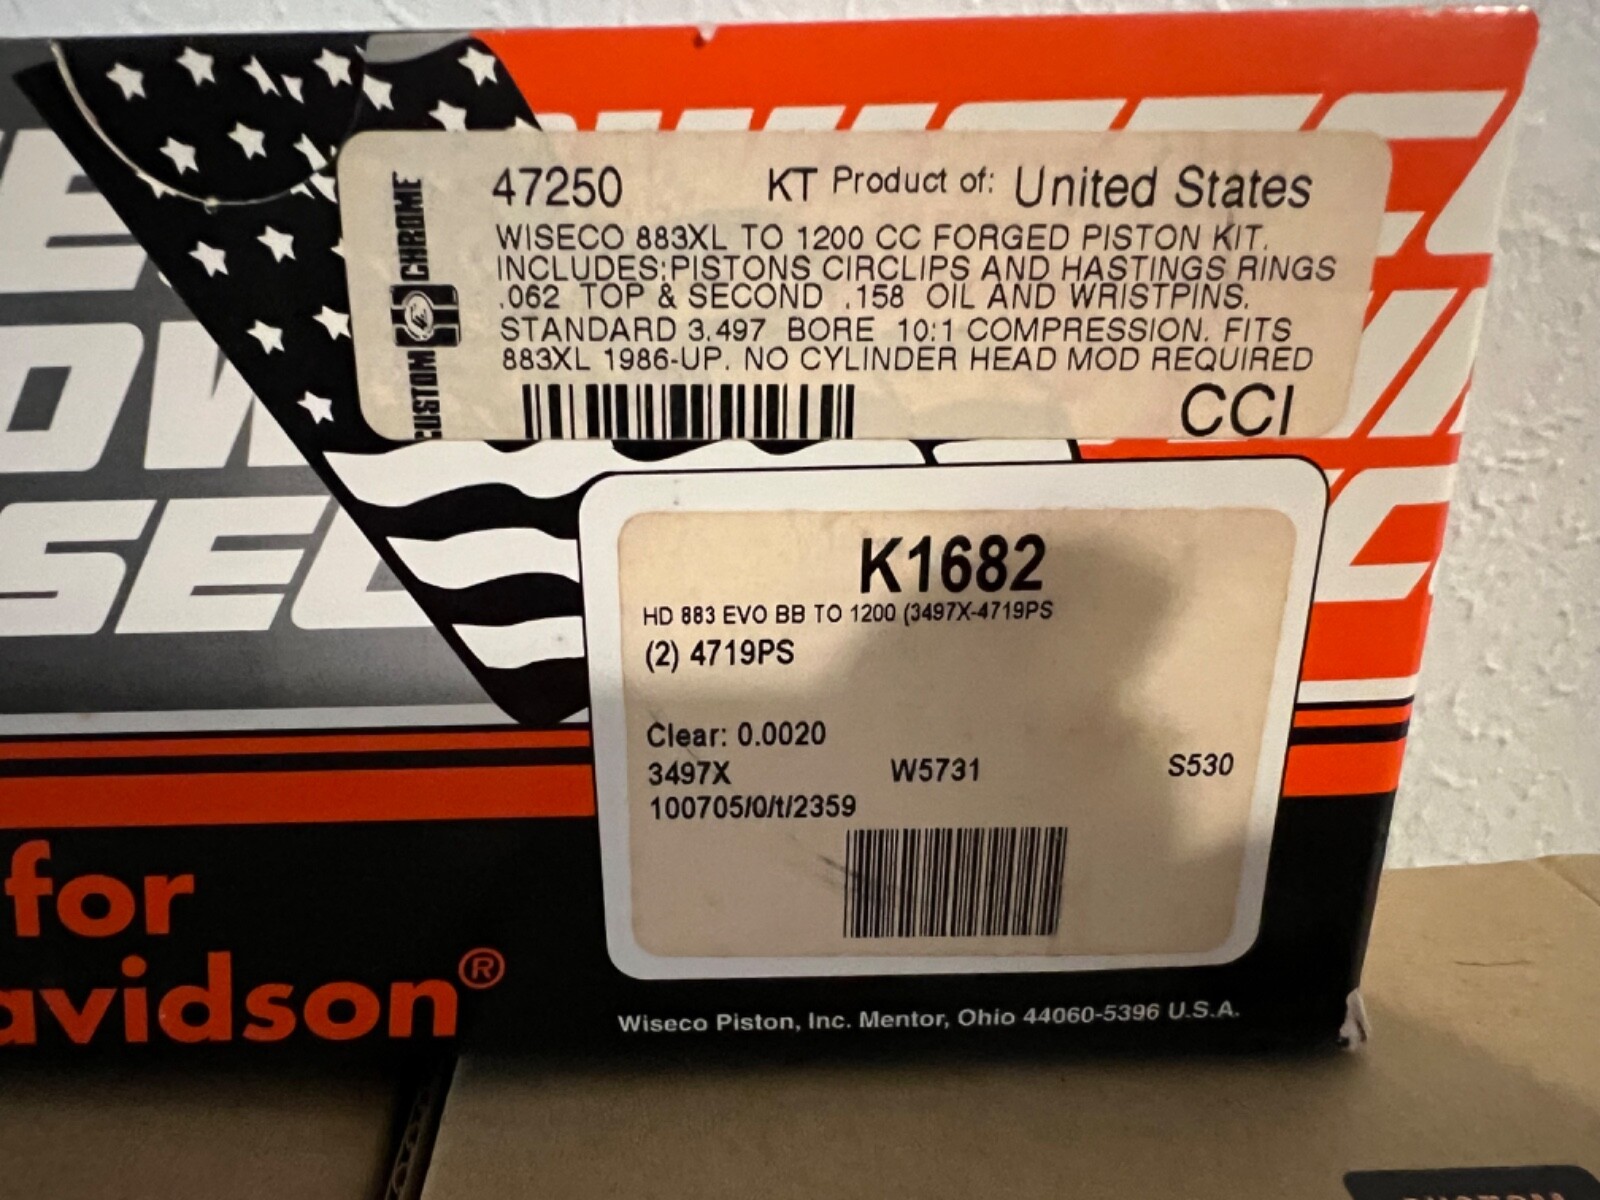 47250 KT Product of: United States
WISECO 883XL TO 1200 CC FORGED PISTON KIT.
INCLUDES:PISTONS CIRCLIPS AND HASTINGS RINGS
.062 TOP & SECOND .158 OIL AND WRISTPINS.
STANDARD 3.497 BORE 10:1 COMPRESSION. FITS
883XL 1986-UP. NO CYLINDER HEAD MOD REQUIRED
CCI
CUSTOM CHROME
K1682
HD 883 EVO BB TO 1200 (3497X-4719PS
(2) 4719PS
Clear: 0.0020
3497X W5731 S530
100705/0/t/2359
for
avidson®
Wiseco Piston, Inc. Mentor, Ohio 44060-5396 U.S.A.